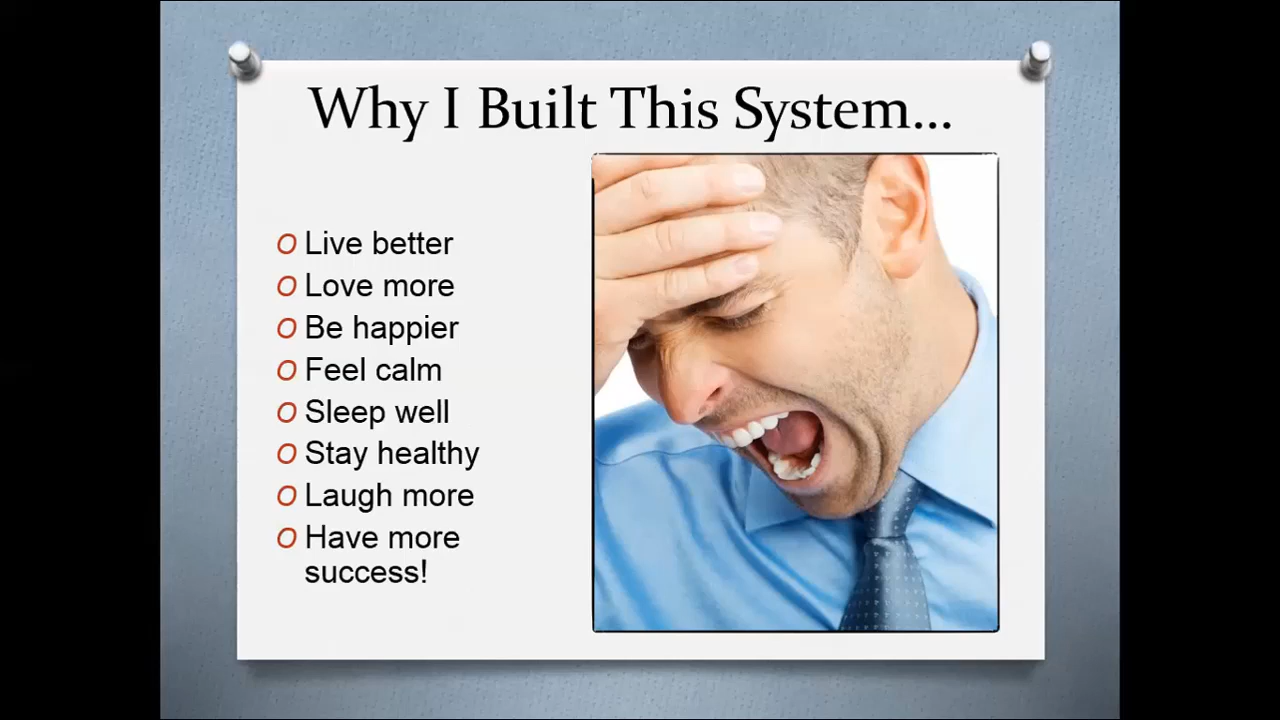 Why I Built This System...
O Live better
O Love more
O Be happier
O Feel calm
O Sleep well
O Stay healthy
O Laugh more
O Have more
success!